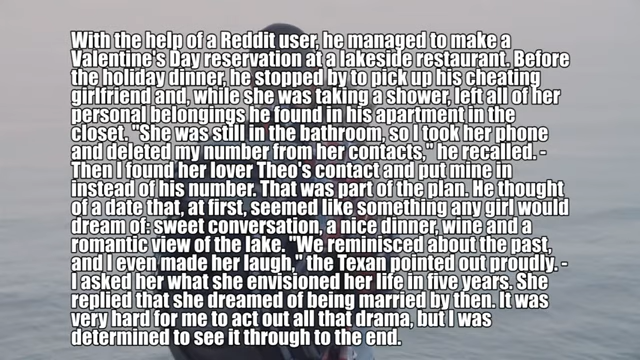 With the help of a Reddit user, he managed to make a
Valentine's Day reservation at a lakeside restaurant. Before
the holiday dinner, he stopped by to pick up his cheating
girlfriend and, while she was taking a shower, left all of her
personal belongings he found in his apartment in the
closet. "She was still in the bathroom, so I took her phone
and deleted my number from her contacts," he recalled. -
Then I found her lover Theo's contact and put mine in
instead of his number. That was part of the plan. He thought
of a date that, at first, seemed like something any girl would
dream of: sweet conversation, a nice dinner, wine and a
romantic view of the lake. "We reminisced about the past,
and I even made her laugh," the Texan pointed out proudly. -
I asked her what she envisioned her life in five years. She
replied that she dreamed of being married by then. It was
very hard for me to act out all that drama, but I was
determined to see it through to the end.